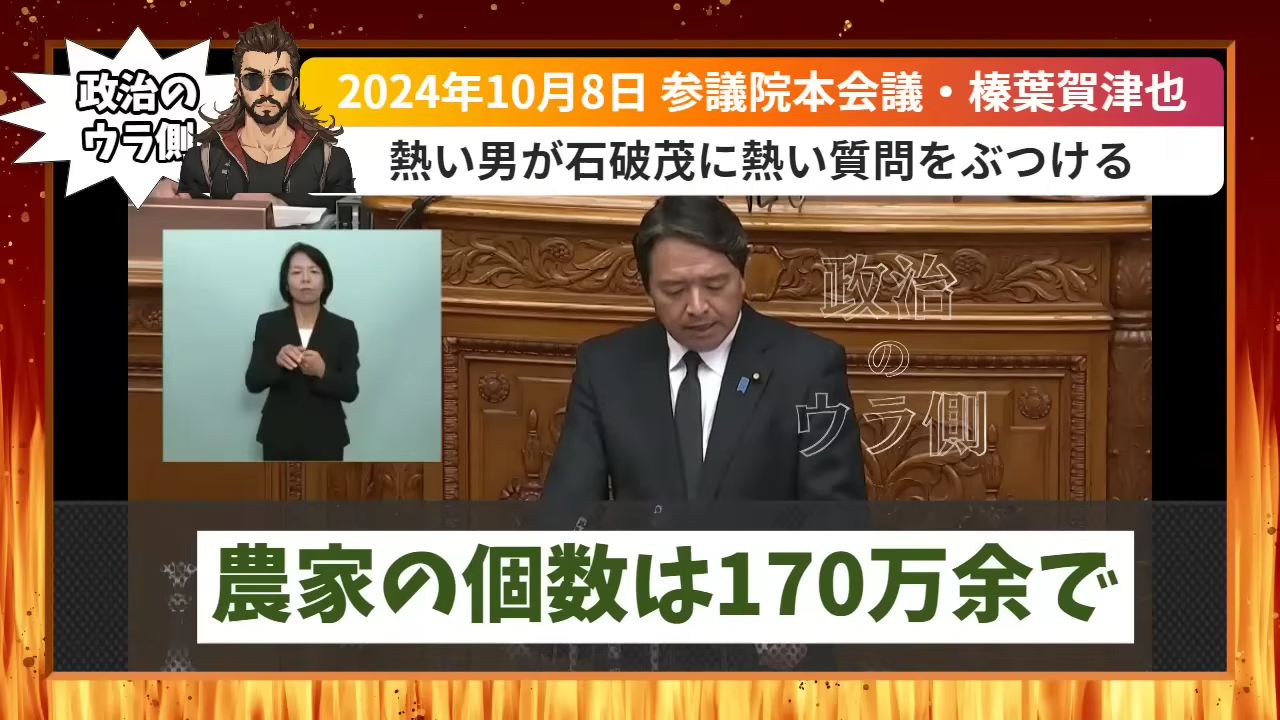 政治の
ウラ側
2024年10月8日 参議院本会議・榛葉賀津也
熱い男が石破茂に熱い質問をぶつける
政治
の
ウラ側
農家の個数は170万余で